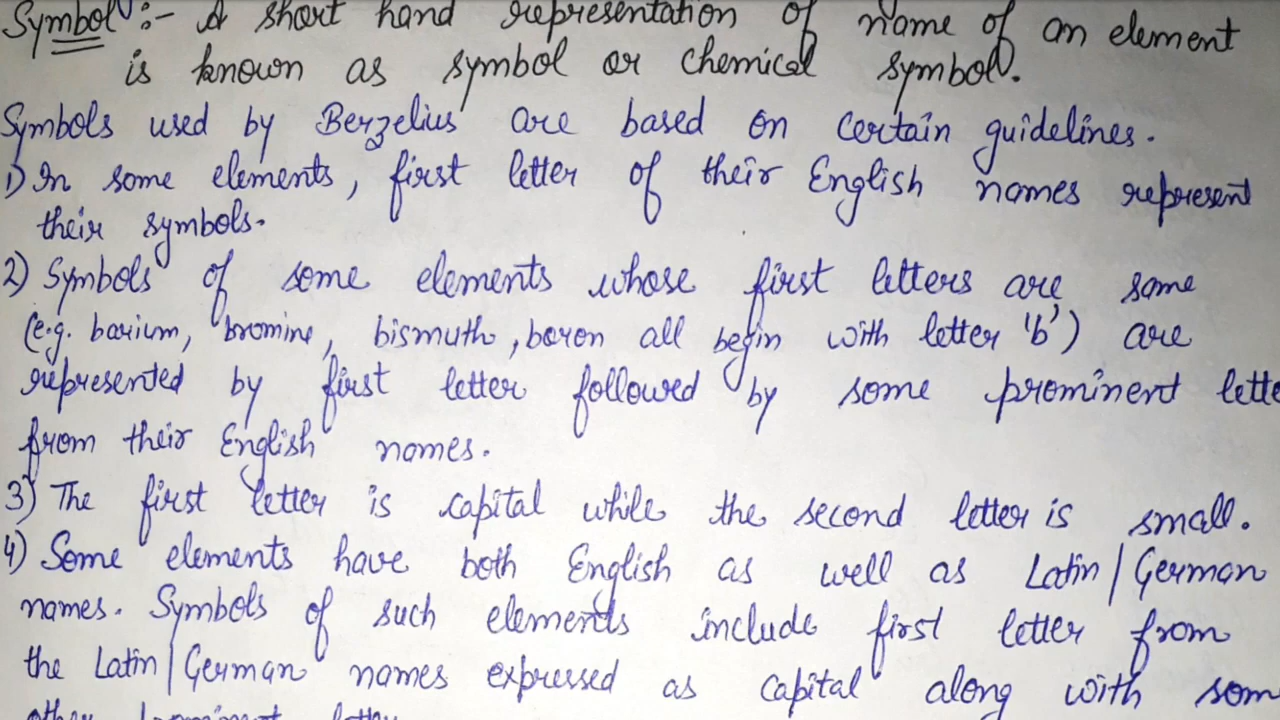 Symbol :- A short hand representation of name of an element
is known as symbol or chemical symbol.
Symbols used by Berzelius are based on certain guidelines.
1) In some elements, first letter of their English names represent
their symbols.
2) Symbols of some elements whose first letters are same
(e.g. barium, bromine, bismuth, boron all begin with letter 'b') are
represented by first letter followed by some prominent lette
from their English names.
3) The first letter is capital while the second letter is small.
4) Some elements have both English as well as Latin/German
names. Symbols of such elements include first letter from
the Latin/German names expressed as capital along with som
other prominent letter